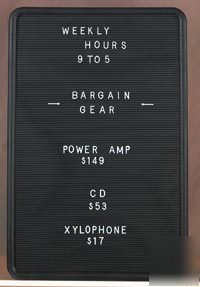 WEEKLY
HOURS
9 TO 5
→ BARGAIN ←
GEAR
POWER AMP
$149
CD
$53
XYLOPHONE
$17